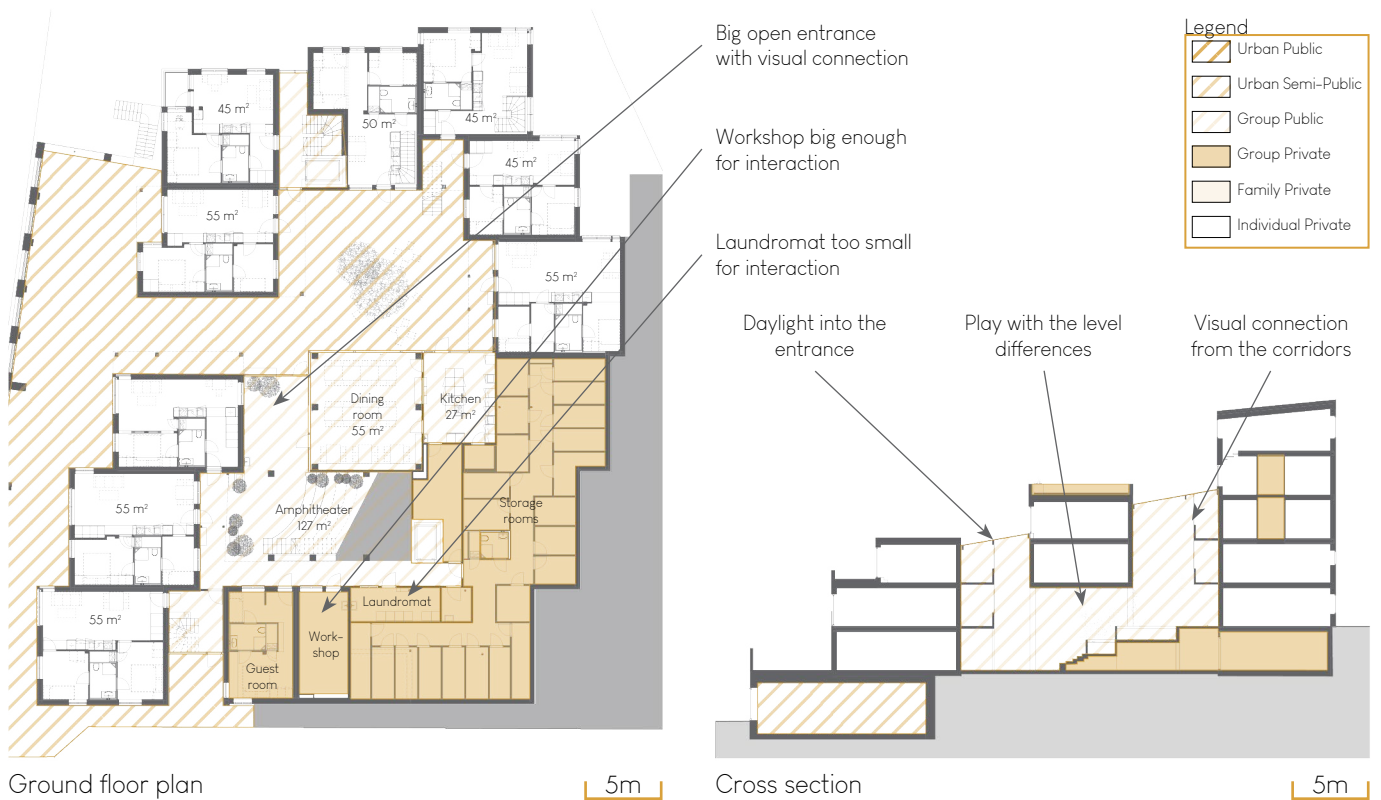 Big open entrance
with visual connection
Workshop big enough
for interaction
Laundromat too small
for interaction
Legend
Urban Public
Urban Semi-Public
Group Public
Group Private
Family Private
Individual Private
45 m²
50 m²
45 m²
45 m²
55 m²
55 m²
Dining
room
55 m²
Kitchen
27 m²
Amphitheater
127 m²
Storage
rooms
55 m²
55 m²
Laundromat
Work-
shop
Guest
room
Daylight into the
entrance
Play with the level
differences
Visual connection
from the corridors
Ground floor plan
5m
Cross section
5m